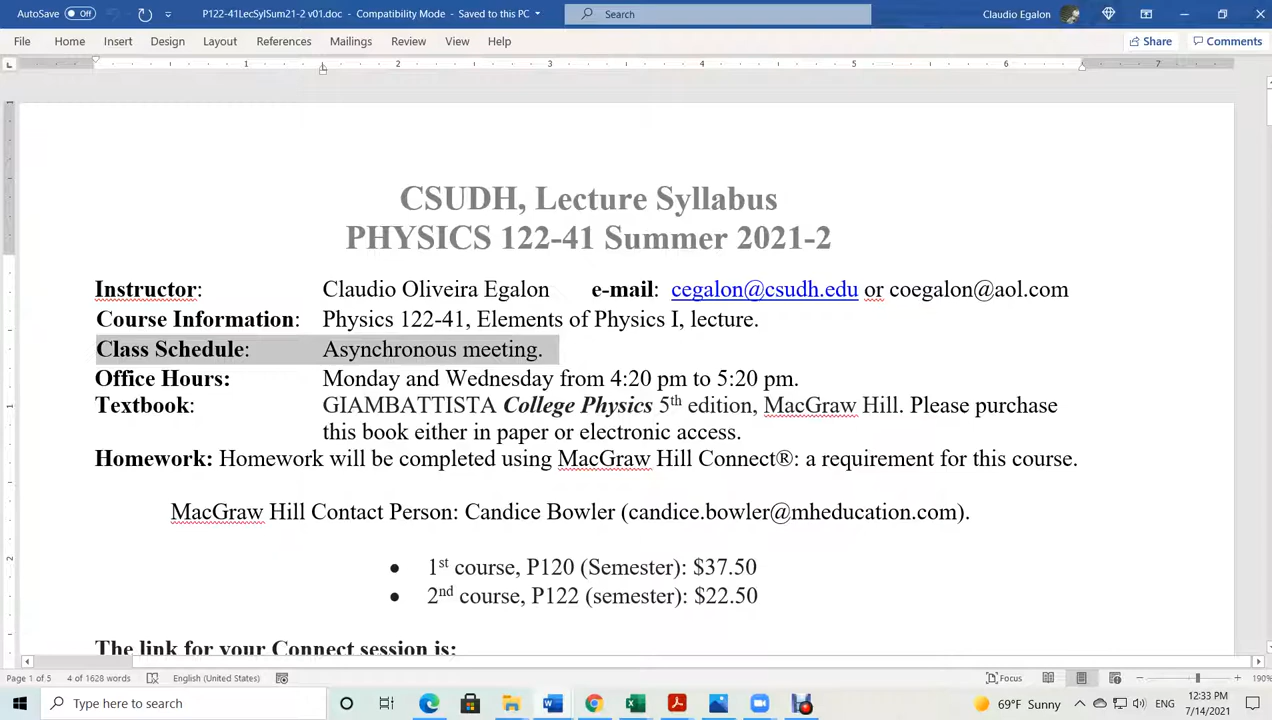 AutoSave Off P122-41LecSylSum21-2 v01.doc - Compatibility Mode - Saved to this PC Search Claudio Egalon
File Home Insert Design Layout References Mailings Review View Help Share Comments
1 2 3 4 5 6 7
CSUDH, Lecture Syllabus
PHYSICS 122-41 Summer 2021-2
Instructor: Claudio Oliveira Egalon e-mail: cegalon@csudh.edu or coegalon@aol.com
Course Information: Physics 122-41, Elements of Physics I, lecture.
Class Schedule: Asynchronous meeting.
Office Hours: Monday and Wednesday from 4:20 pm to 5:20 pm.
Textbook: GIAMBATTISTA College Physics 5th edition, MacGraw Hill. Please purchase
this book either in paper or electronic access.
Homework: Homework will be completed using MacGraw Hill Connect®: a requirement for this course.
MacGraw Hill Contact Person: Candice Bowler (candice.bowler@mheducation.com).
• 1st course, P120 (Semester): $37.50
• 2nd course, P122 (semester): $22.50
The link for your Connect session is:
Page 1 of 5 4 of 1628 words English (United States) Focus 190%
Type here to search 69°F Sunny ENG 12:33 PM
7/14/2021